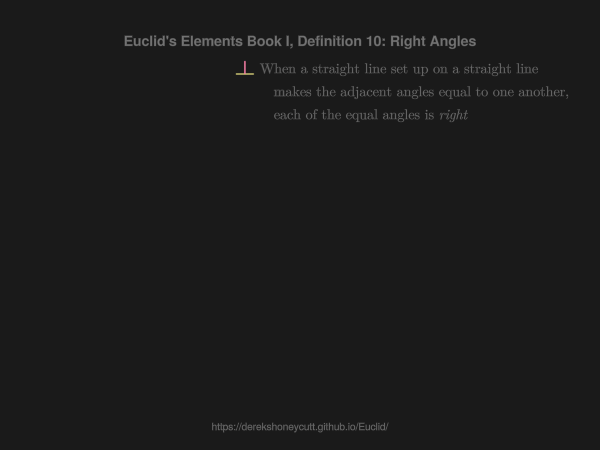 Euclid's Elements Book I, Definition 10: Right Angles
When a straight line set up on a straight line
makes the adjacent angles equal to one another,
each of the equal angles is right
https://derekshoneycutt.github.io/Euclid/